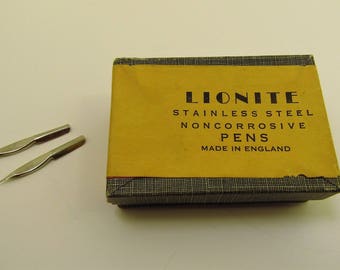 LIONITE
STAINLESS STEEL
NONCORROSIVE
PENS
MADE IN ENGLAND